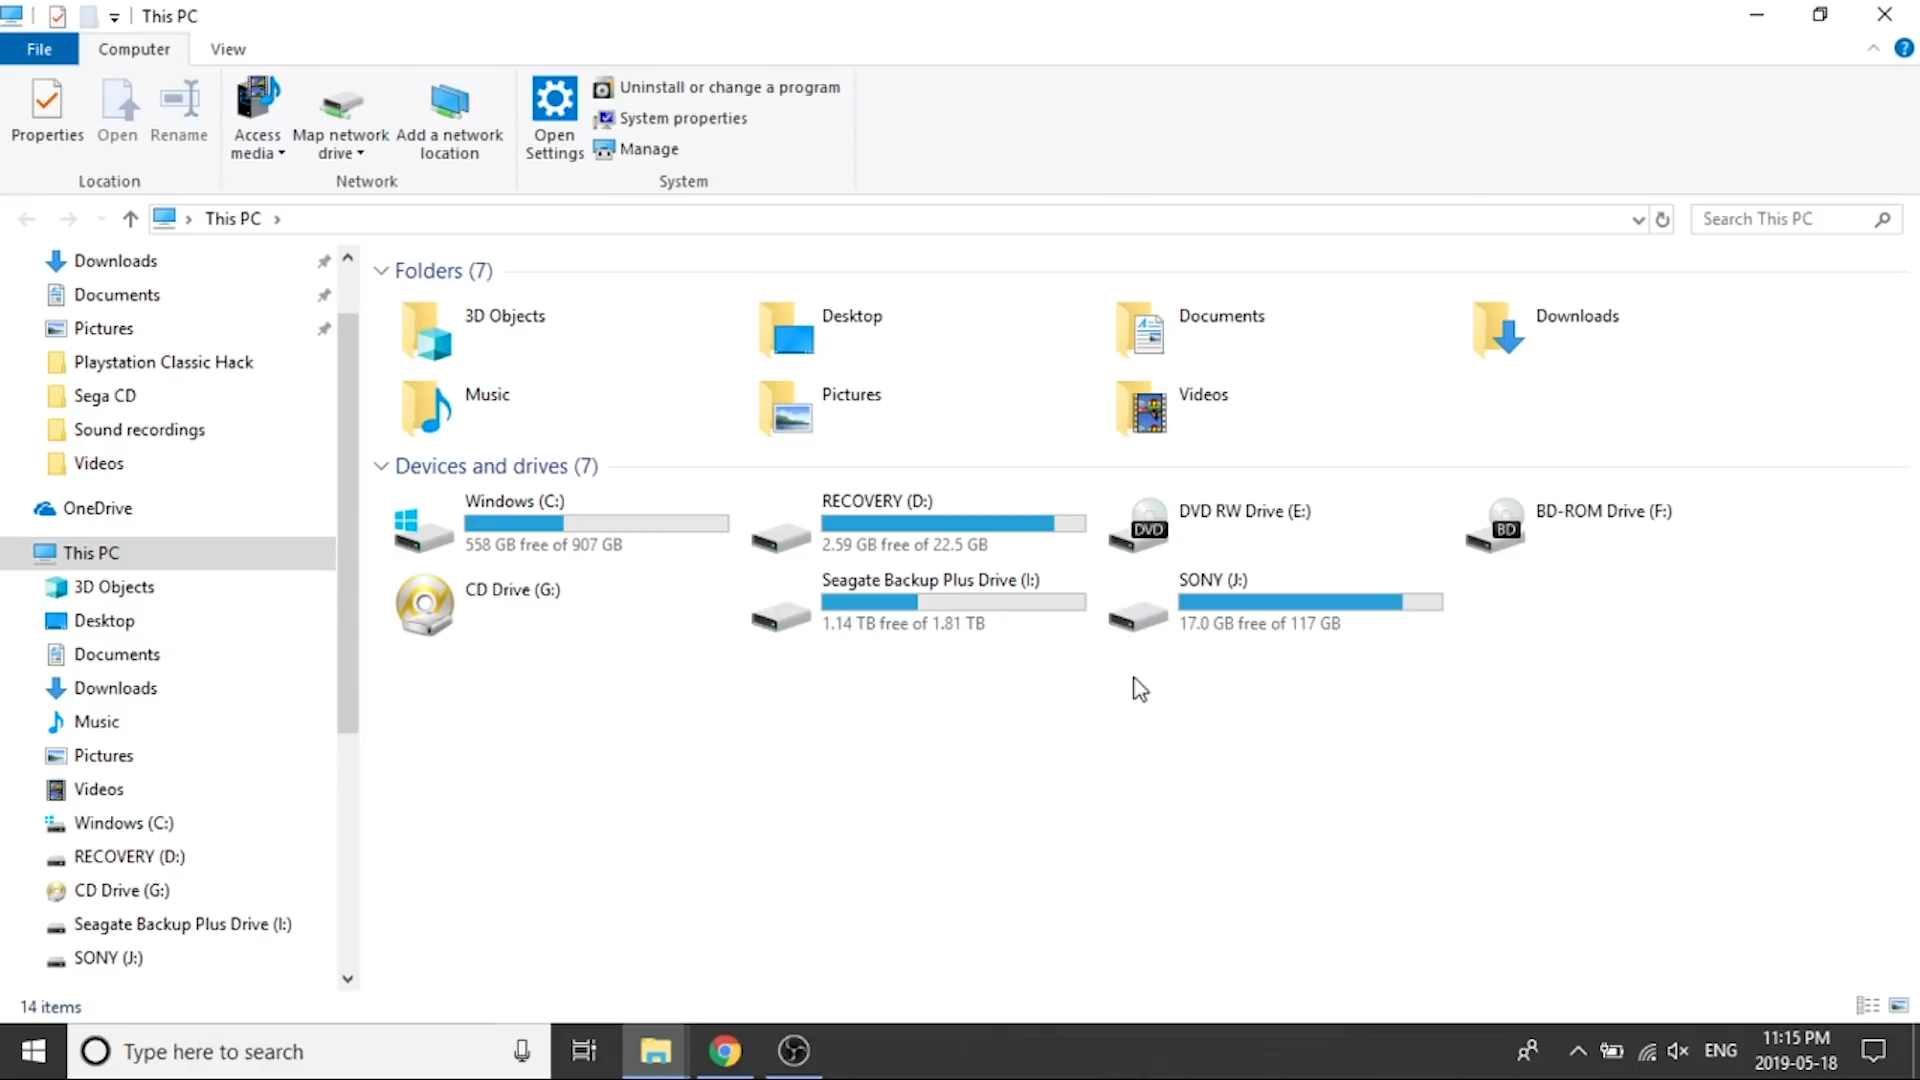 This PC
File
Computer
View
Properties
Open
Rename
Access media
Map network drive
Add a network location
Open Settings
Uninstall or change a program
System properties
Manage
Location
Network
System
This PC
Search This PC
Downloads
Documents
Pictures
Playstation Classic Hack
Sega CD
Sound recordings
Videos
OneDrive
This PC
3D Objects
Desktop
Documents
Downloads
Music
Pictures
Videos
Windows (C:)
RECOVERY (D:)
CD Drive (G:)
Seagate Backup Plus Drive (I:)
SONY (J:)
Folders (7)
3D Objects
Desktop
Documents
Downloads
Music
Pictures
Videos
Devices and drives (7)
Windows (C:)
558 GB free of 907 GB
RECOVERY (D:)
2.59 GB free of 22.5 GB
DVD RW Drive (E:)
DVD
BD-ROM Drive (F:)
BD
CD Drive (G:)
Seagate Backup Plus Drive (I:)
1.14 TB free of 1.81 TB
SONY (J:)
17.0 GB free of 117 GB
14 items
Type here to search
ENG
11:15 PM
2019-05-18